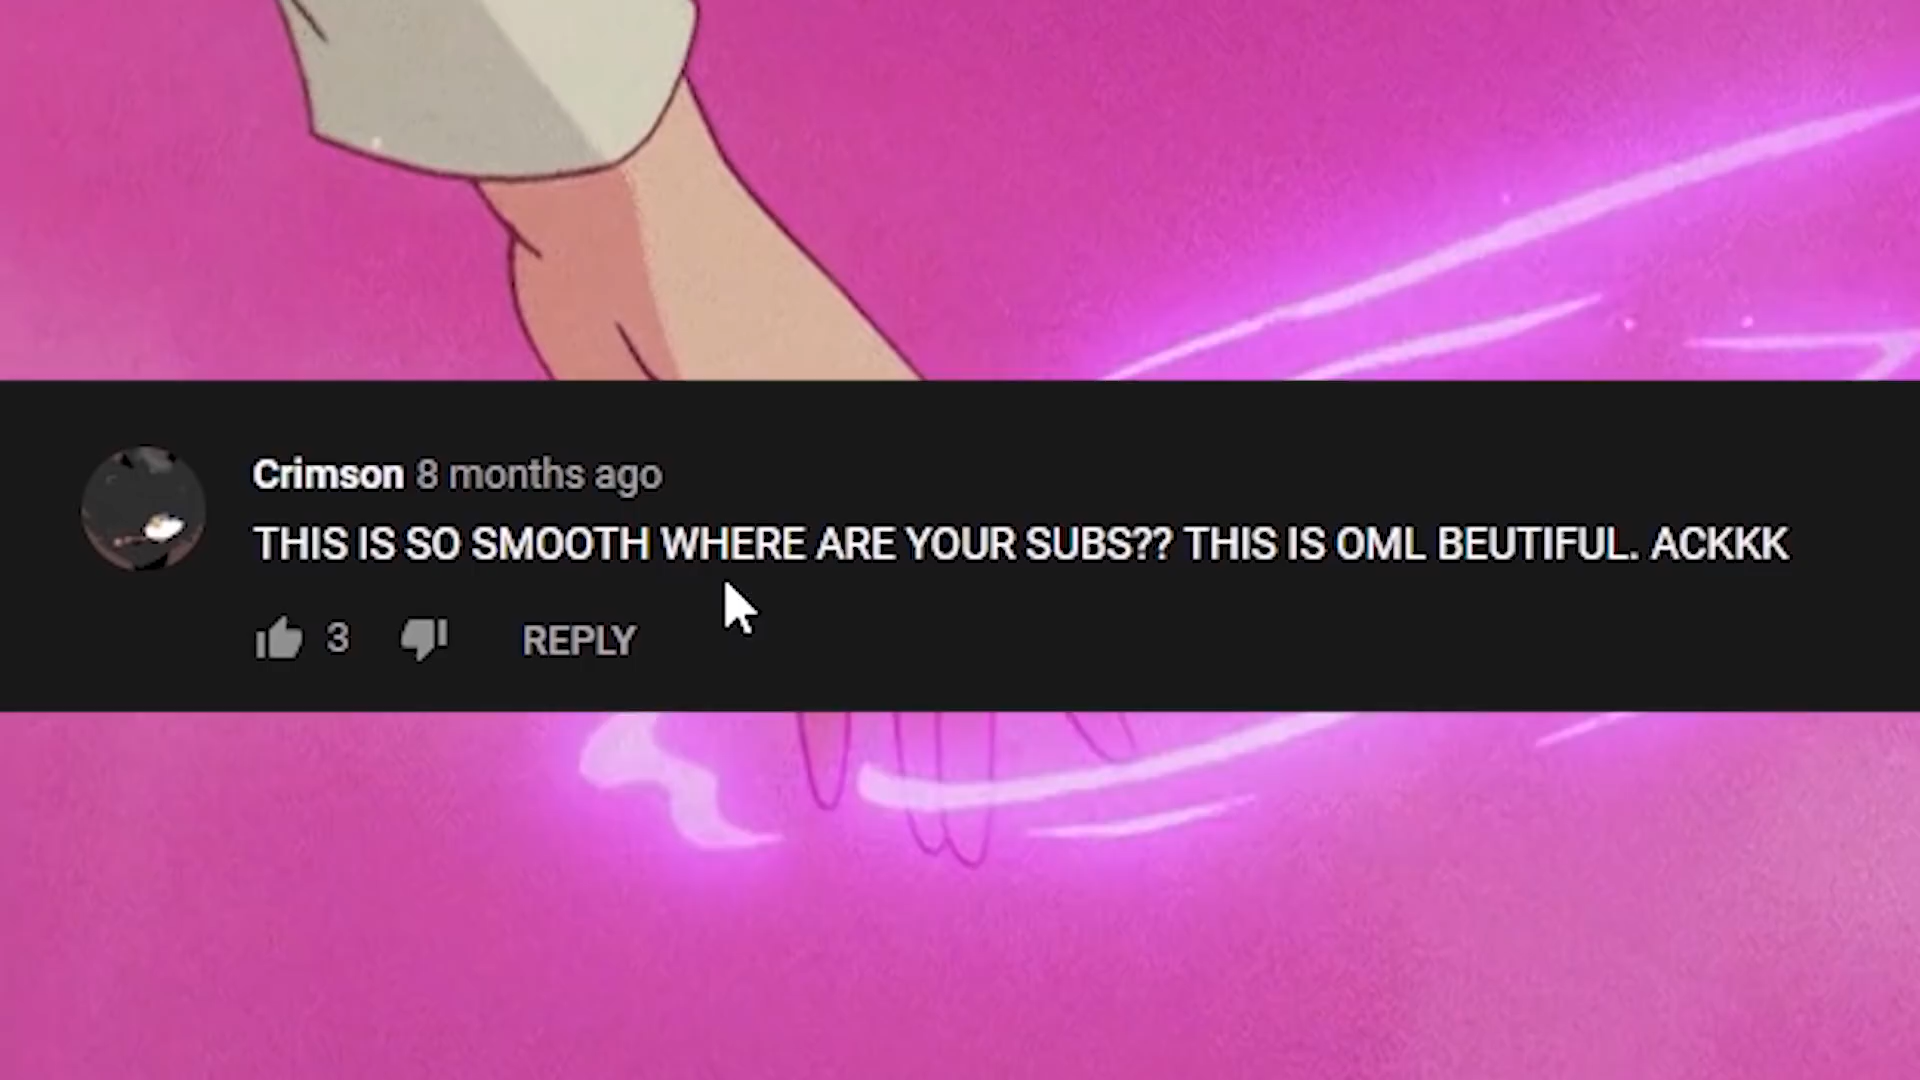 Crimson 8 months ago
THIS IS SO SMOOTH WHERE ARE YOUR SUBS?? THIS IS OML BEUTIFUL. ACKKK
3 REPLY